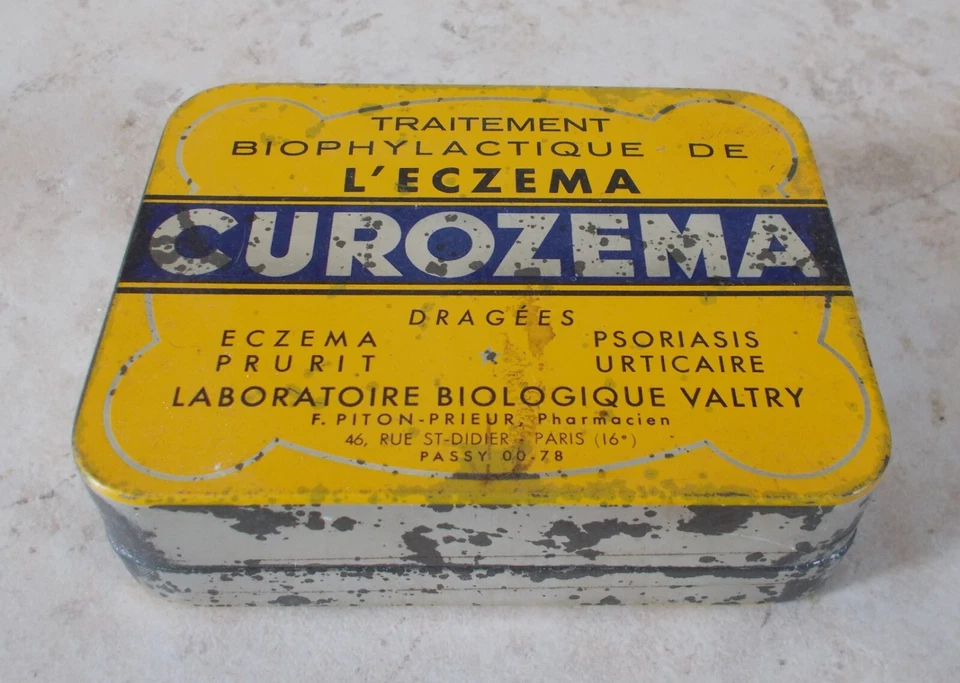 TRAITEMENT
BIOPHYLACTIQUE DE
L'ECZEMA
CUROZEMA
DRAGÉES
ECZEMA PSORIASIS
PRURIT URTICAIRE
LABORATOIRE BIOLOGIQUE VALTRY
F. PITON-PRIEUR, Pharmacien
46, RUE ST-DIDIER PARIS (16e)
PASSY 00-78